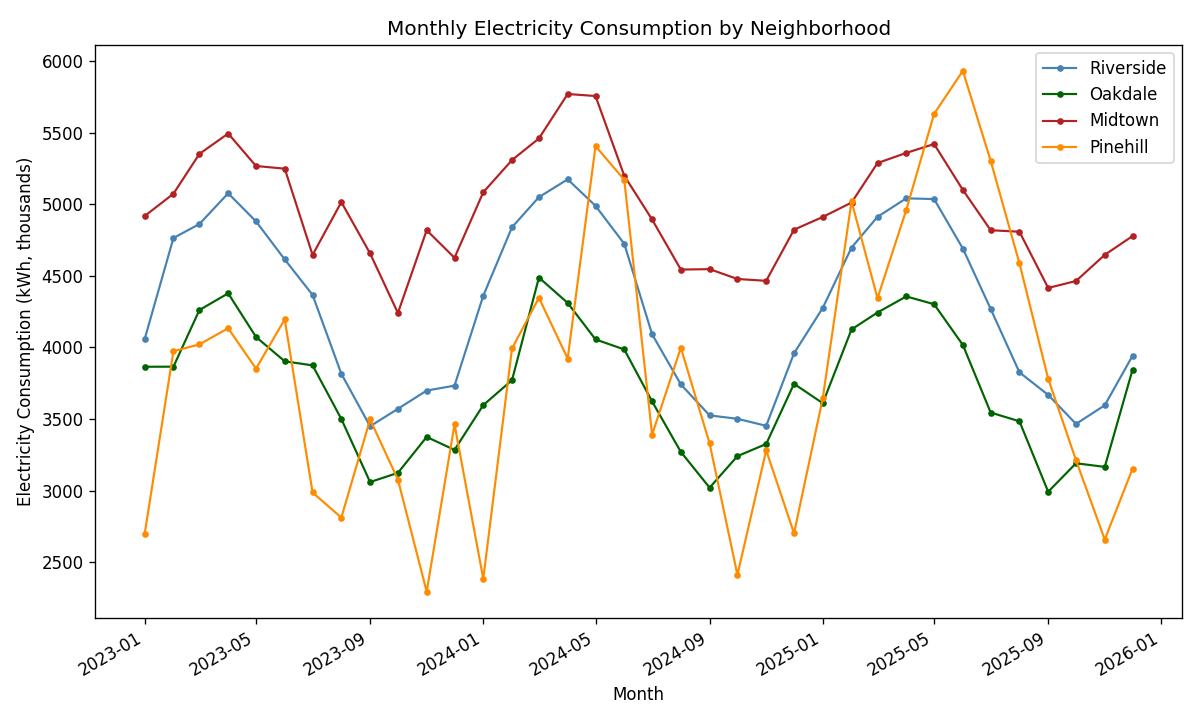 Monthly Electricity Consumption by Neighborhood
Riverside
Oakdale
Midtown
Pinehill
Electricity Consumption (kWh, thousands)
6000
5500
5000
4500
4000
3500
3000
2500
2023-01
2023-05
2023-09
2024-01
2024-05
2024-09
2025-01
2025-05
2025-09
2026-01
Month